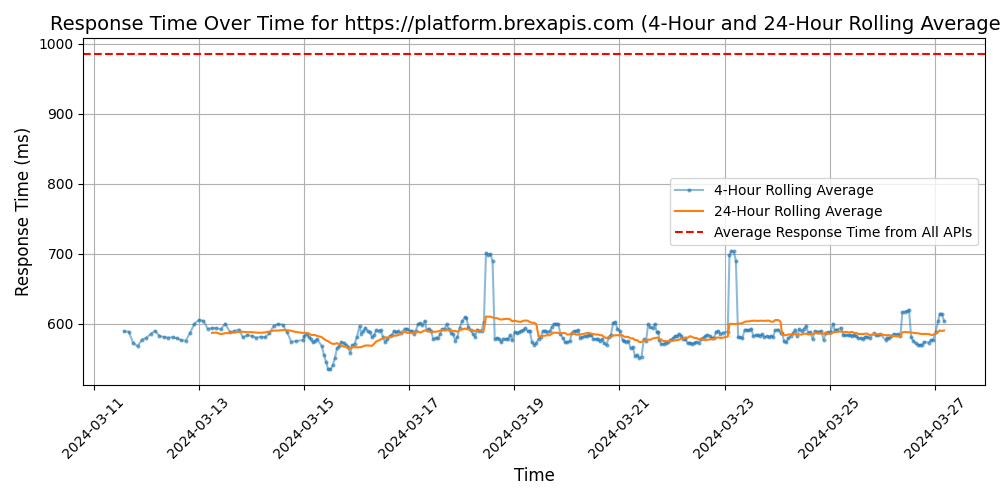 Response Time Over Time for https://platform.brexapis.com (4-Hour and 24-Hour Rolling Average
Response Time (ms)
1000
900
800
700
600
4-Hour Rolling Average
24-Hour Rolling Average
Average Response Time from All APIs
2024-03-11
2024-03-13
2024-03-15
2024-03-17
2024-03-19
2024-03-21
2024-03-23
2024-03-25
2024-03-27
Time